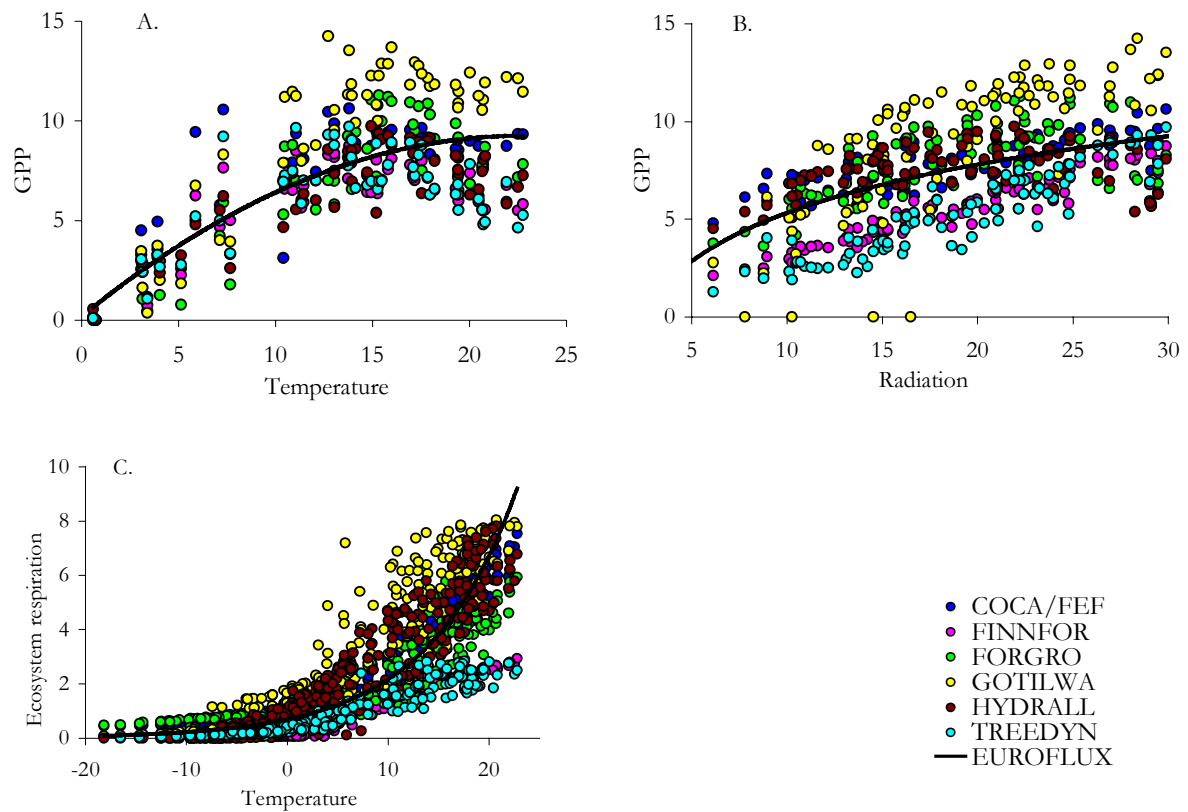 A.
15
10
5
0
GPP
0 5 10 15 20 25
Temperature
B.
15
10
5
0
GPP
5 10 15 20 25 30
Radiation
C.
10
8
6
4
2
0
Ecosystem respiration
-20 -10 0 10 20
Temperature
COCA/FEF
FINNFOR
FORGRO
GOTILWA
HYDRALL
TREEDYN
EUROFLUX